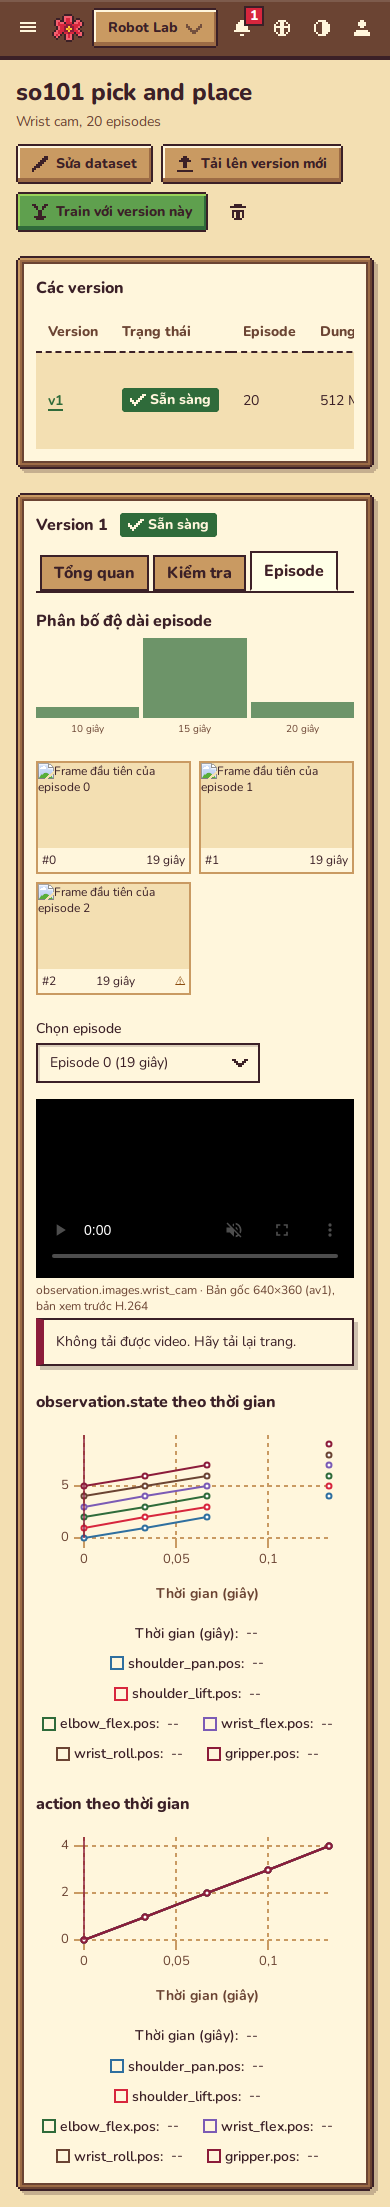 Robot Lab
1
so101 pick and place
Wrist cam, 20 episodes
Sửa dataset
Tải lên version mới
Train với version này
Các version
Version Trạng thái Episode Dung
v1 Sẵn sàng 20 512 M
Version 1 Sẵn sàng
Tổng quan Kiểm tra Episode
Phân bố độ dài episode
10 giây 15 giây 20 giây
Frame đầu tiên của
episode 0
#0 19 giây
Frame đầu tiên của
episode 1
#1 19 giây
Frame đầu tiên của
episode 2
#2 19 giây ⚠
Chọn episode
Episode 0 (19 giây)
0:00
observation.images.wrist_cam · Bản gốc 640×360 (av1),
bản xem trước H.264
Không tải được video. Hãy tải lại trang.
observation.state theo thời gian
5
0
0 0,05 0,1
Thời gian (giây)
Thời gian (giây): --
shoulder_pan.pos: --
shoulder_lift.pos: --
elbow_flex.pos: -- wrist_flex.pos: --
wrist_roll.pos: -- gripper.pos: --
action theo thời gian
4
2
0
0 0,05 0,1
Thời gian (giây)
Thời gian (giây): --
shoulder_pan.pos: --
shoulder_lift.pos: --
elbow_flex.pos: -- wrist_flex.pos: --
wrist_roll.pos: -- gripper.pos: --